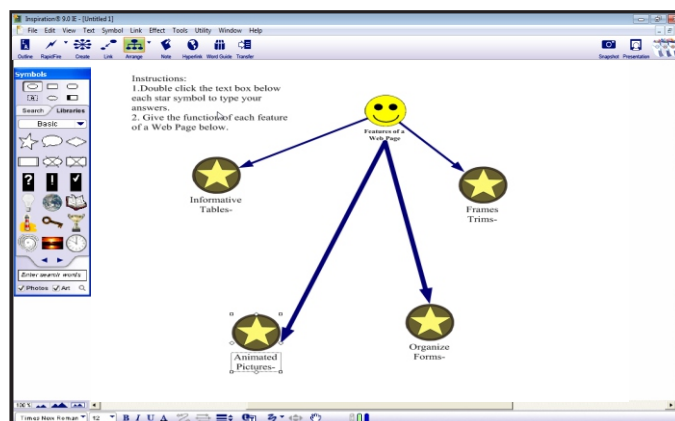 Inspiration® 9.0 IE - [Untitled 1]
File Edit View Text Symbol Link Effect Tools Utility Window Help
Outline RapidFire Create Link Arrange Note Hyperlink Word Guide Transfer Snapshot Presentation
Symbols
Search Libraries
Basic
Enter search words
Photos Art
Instructions:
1.Double click the text box below
each star symbol to type your
answers.
2. Give the function of each feature
of a Web Page below.
Features of a
Web Page
Informative
Tables-
Frames
Trims-
Animated
Pictures-
Organize
Forms-
100%
Times New Roman 12 B I U A